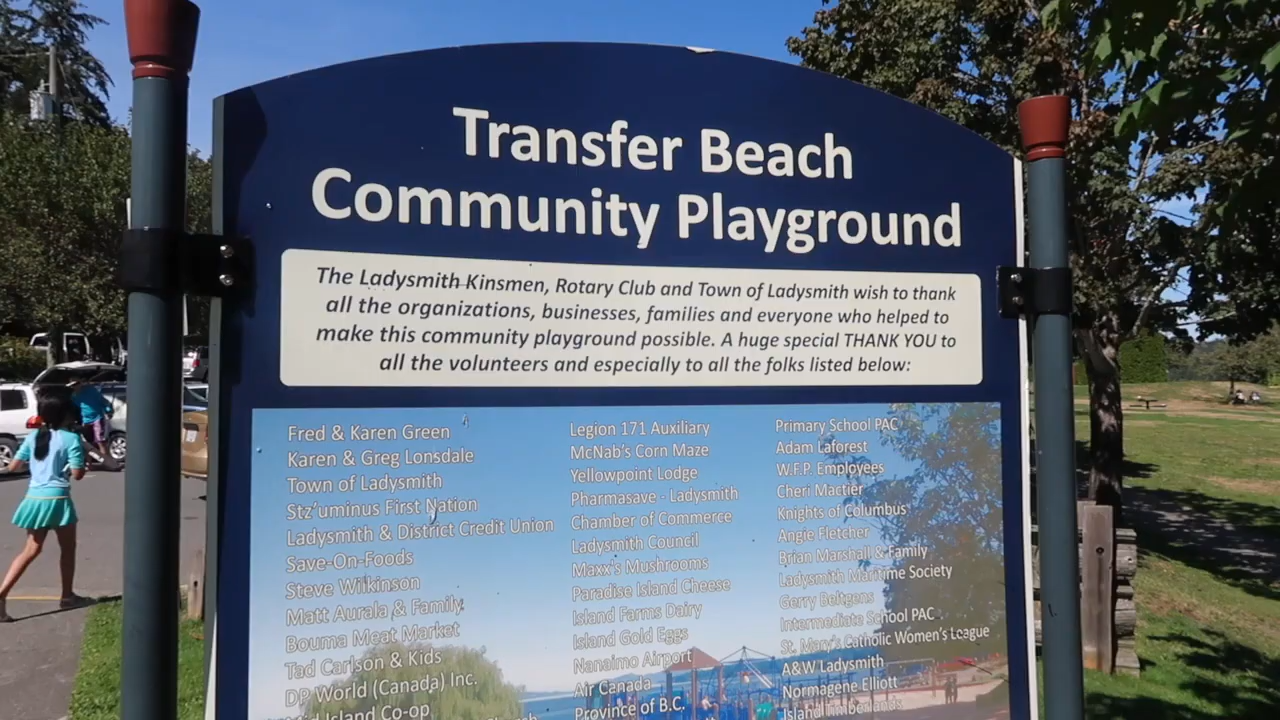 Transfer Beach
Community Playground
The Ladysmith Kinsmen, Rotary Club and Town of Ladysmith wish to thank
all the organizations, businesses, families and everyone who helped to
make this community playground possible. A huge special THANK YOU to
all the volunteers and especially to all the folks listed below:
Fred & Karen Green
Karen & Greg Lonsdale
Town of Ladysmith
Stz'uminus First Nation
Ladysmith & District Credit Union
Save-On-Foods
Steve Wilkinson
Matt Aurala & Family
Bouma Meat Market
Tad Carlson & Kids
DP World (Canada) Inc.
Mid Island Co-op
Church
Legion 171 Auxiliary
McNab's Corn Maze
Yellowpoint Lodge
Pharmasave - Ladysmith
Chamber of Commerce
Ladysmith Council
Maxx's Mushrooms
Paradise Island Cheese
Island Farms Dairy
Island Gold Eggs
Nanaimo Airport
Air Canada
Province of B.C.
Primary School PAC
Adam Laforest
W.F.P. Employees
Cheri Mactier
Knights of Columbus
Angie Fletcher
Brian Marshall & Family
Ladysmith Maritime Society
Gerry Beltgens
Intermediate School PAC
St. Mary's Catholic Women's League
A&W Ladysmith
Normagene Elliott
Island Timberlands